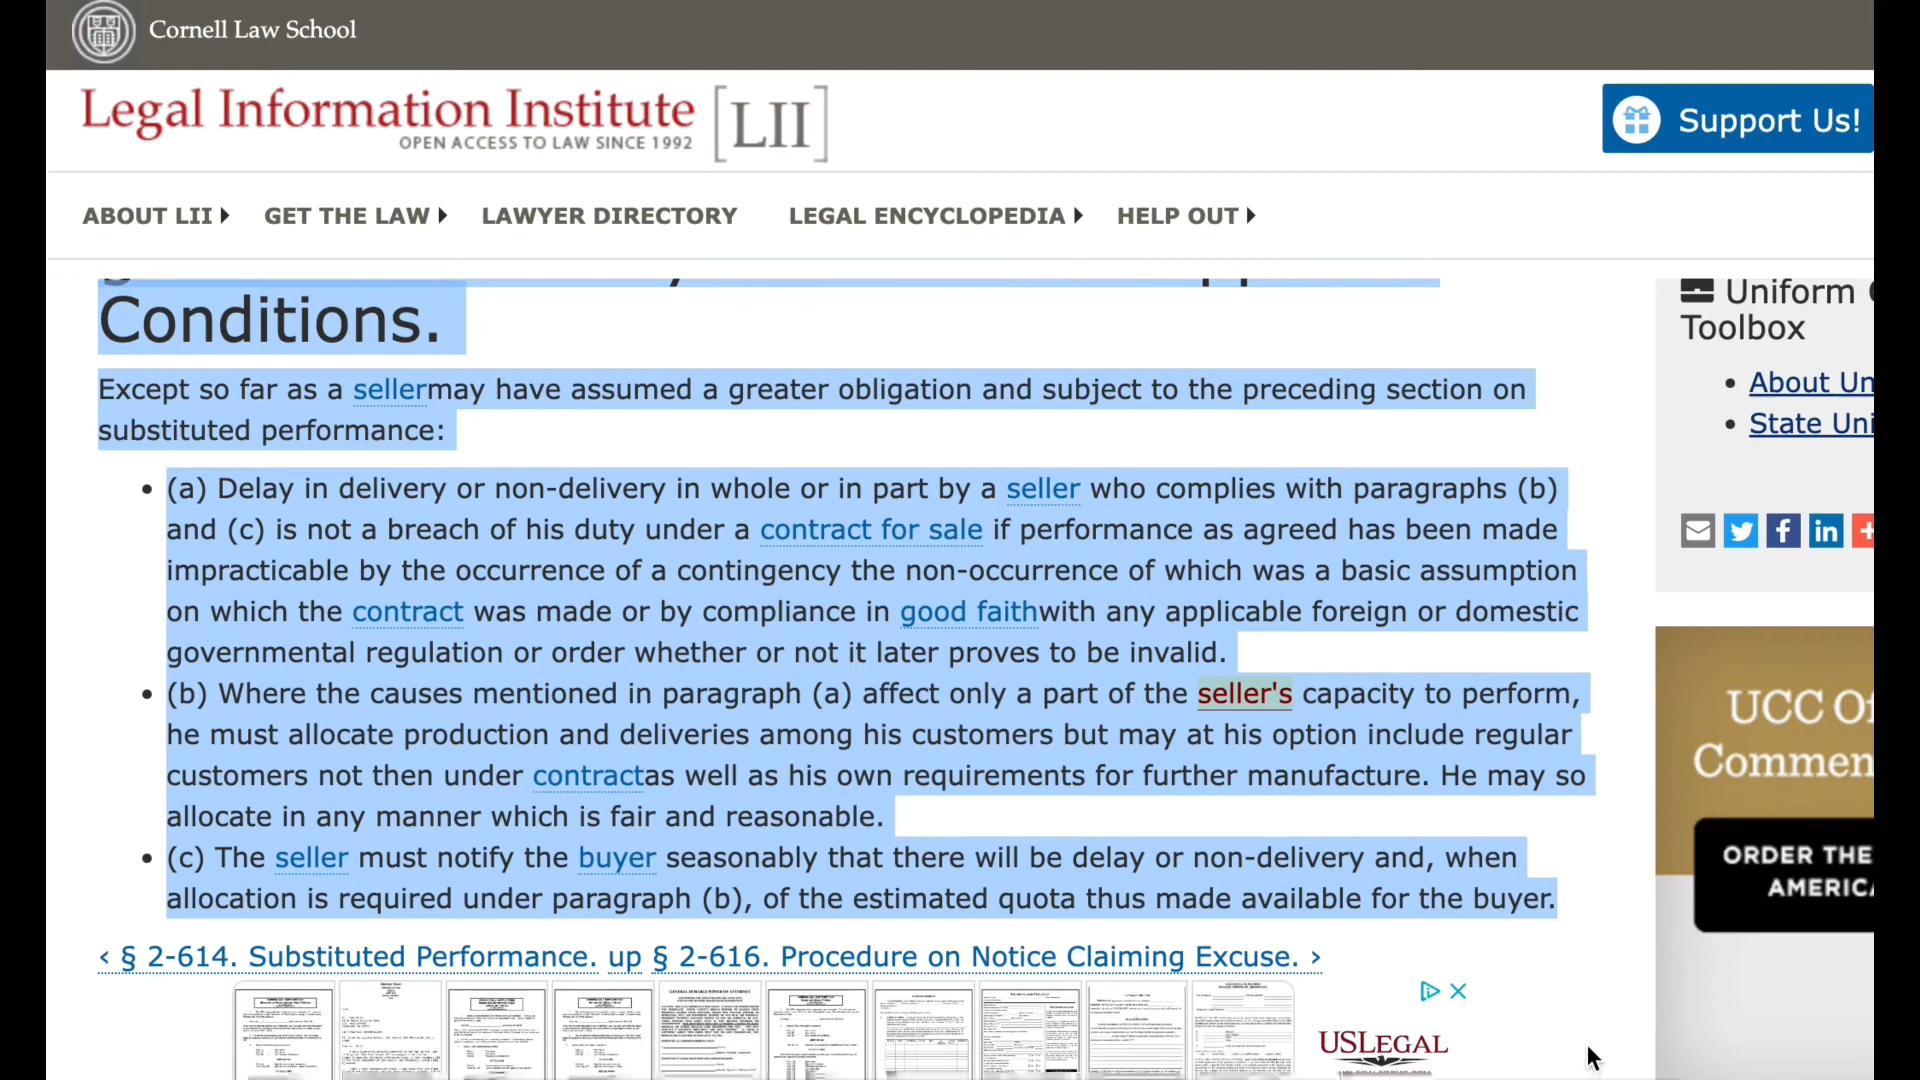 Cornell Law School
Legal Information Institute
OPEN ACCESS TO LAW SINCE 1992
[LII]
Support Us!
ABOUT LII
GET THE LAW
LAWYER DIRECTORY
LEGAL ENCYCLOPEDIA
HELP OUT
Conditions.
Except so far as a sellermay have assumed a greater obligation and subject to the preceding section on
substituted performance:
(a) Delay in delivery or non-delivery in whole or in part by a seller who complies with paragraphs (b)
and (c) is not a breach of his duty under a contract for sale if performance as agreed has been made
impracticable by the occurrence of a contingency the non-occurrence of which was a basic assumption
on which the contract was made or by compliance in good faithwith any applicable foreign or domestic
governmental regulation or order whether or not it later proves to be invalid.
(b) Where the causes mentioned in paragraph (a) affect only a part of the seller's capacity to perform,
he must allocate production and deliveries among his customers but may at his option include regular
customers not then under contractas well as his own requirements for further manufacture. He may so
allocate in any manner which is fair and reasonable.
(c) The seller must notify the buyer seasonably that there will be delay or non-delivery and, when
allocation is required under paragraph (b), of the estimated quota thus made available for the buyer.
‹ § 2-614. Substituted Performance. up § 2-616. Procedure on Notice Claiming Excuse. ›
Uniform
Toolbox
About Un
State Uni
UCC Of
Commen
ORDER THE
AMERICA
USLEGAL